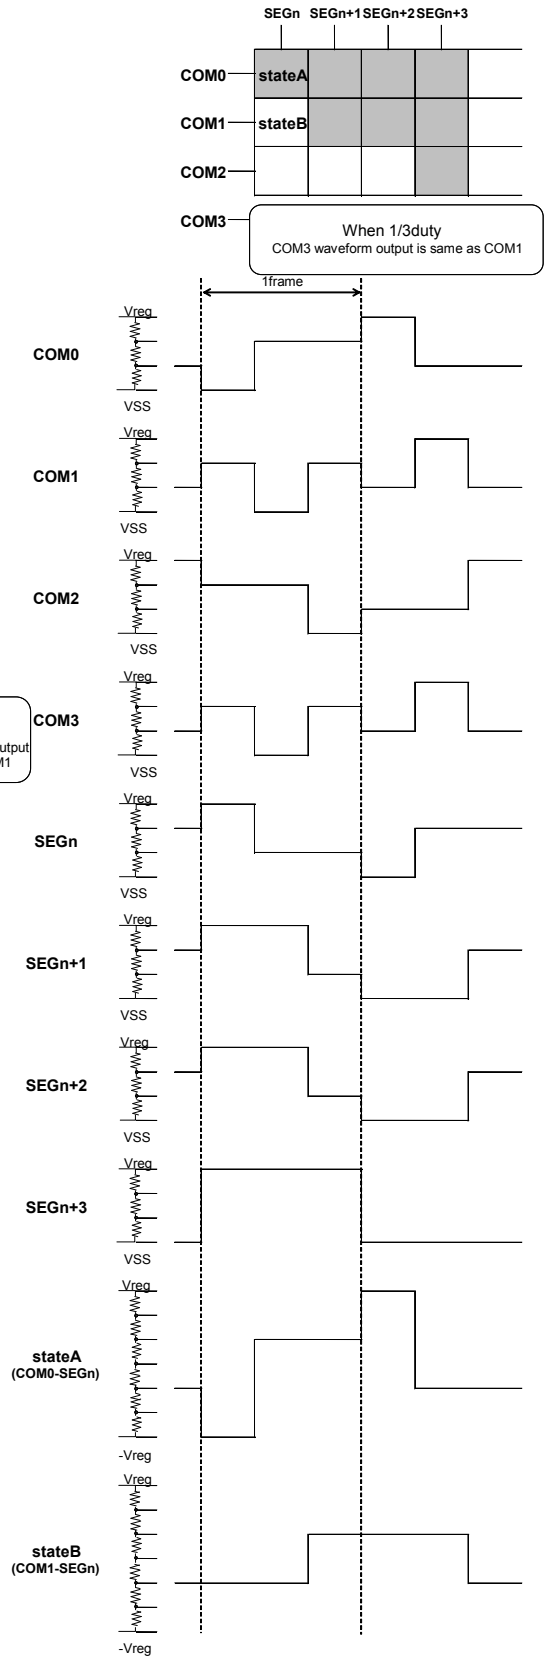 SEGn SEGn+1 SEGn+2 SEGn+3
COM0 stateA
COM1 stateB
COM2
COM3
When 1/3duty
COM3 waveform output is same as COM1
1frame
Vreg
COM0
VSS
Vreg
COM1
VSS
Vreg
COM2
VSS
Vreg
COM3
utput
M1
VSS
Vreg
SEGn
VSS
Vreg
SEGn+1
VSS
Vreg
SEGn+2
VSS
Vreg
SEGn+3
VSS
Vreg
stateA
(COM0-SEGn)
-Vreg
Vreg
stateB
(COM1-SEGn)
-Vreg